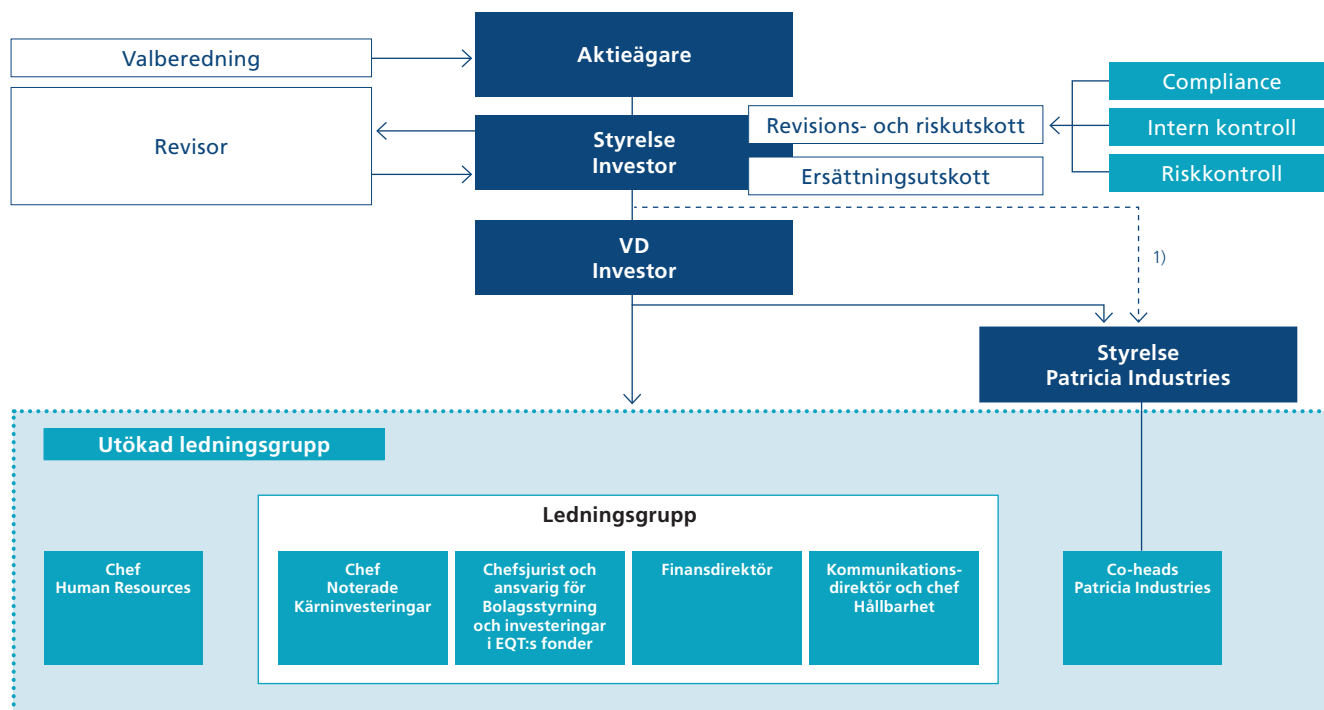 Valberedning
Aktieägare
Revisor
Styrelse
Investor
Revisions- och riskutskott
Ersättningsutskott
Compliance
Intern kontroll
Riskkontroll
VD
Investor
1)
Styrelse
Patricia Industries
Utökad ledningsgrupp
Ledningsgrupp
Chef
Human Resources
Chef
Noterade
Kärninvesteringar
Chefsjurist och
ansvarig för
Bolagsstyrning
och investeringar
i EQT:s fonder
Finansdirektör
Kommunikations-
direktör och chef
Hållbarhet
Co-heads
Patricia Industries